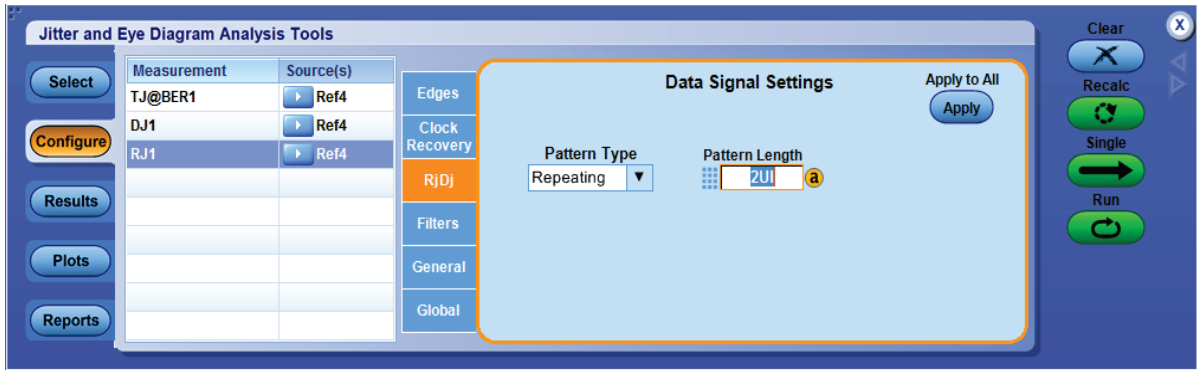 Jitter and Eye Diagram Analysis Tools
Clear
X
Select
Measurement Source(s)
TJ@BER1 Ref4
DJ1 Ref4
RJ1 Ref4
Configure
Results
Plots
Reports
Edges
Clock
Recovery
RjDj
Filters
General
Global
Data Signal Settings
Apply to All
Apply
Pattern Type
Repeating
Pattern Length
2UI
a
Recalc
Single
Run